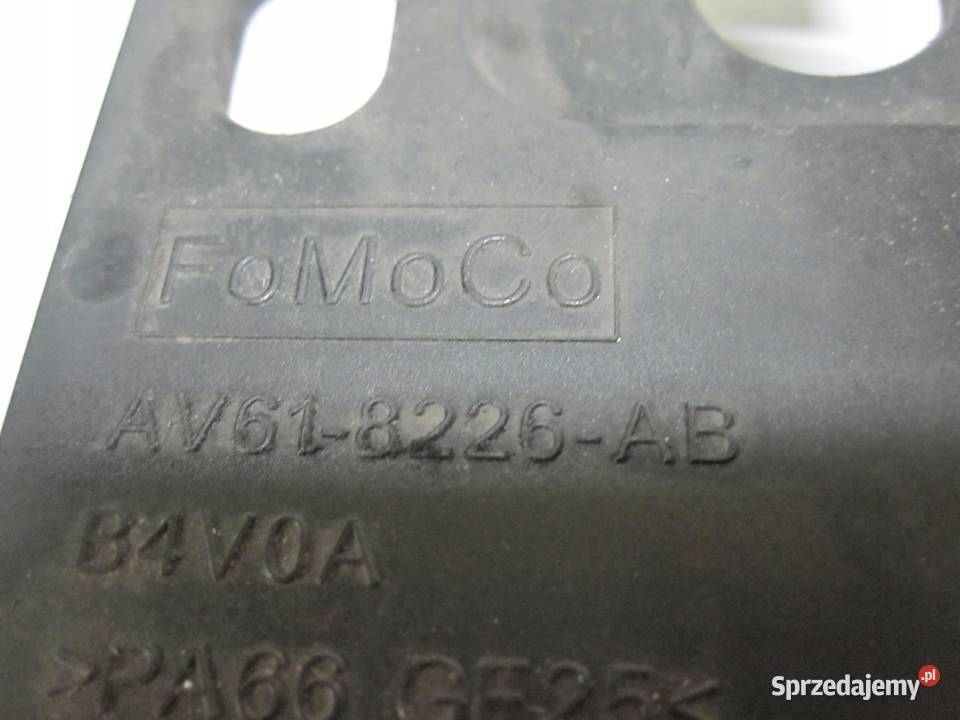 FoMoCo
AV61-8226-AB
B4V0A
>PA66 GF25<
Sprzedajemy.pl